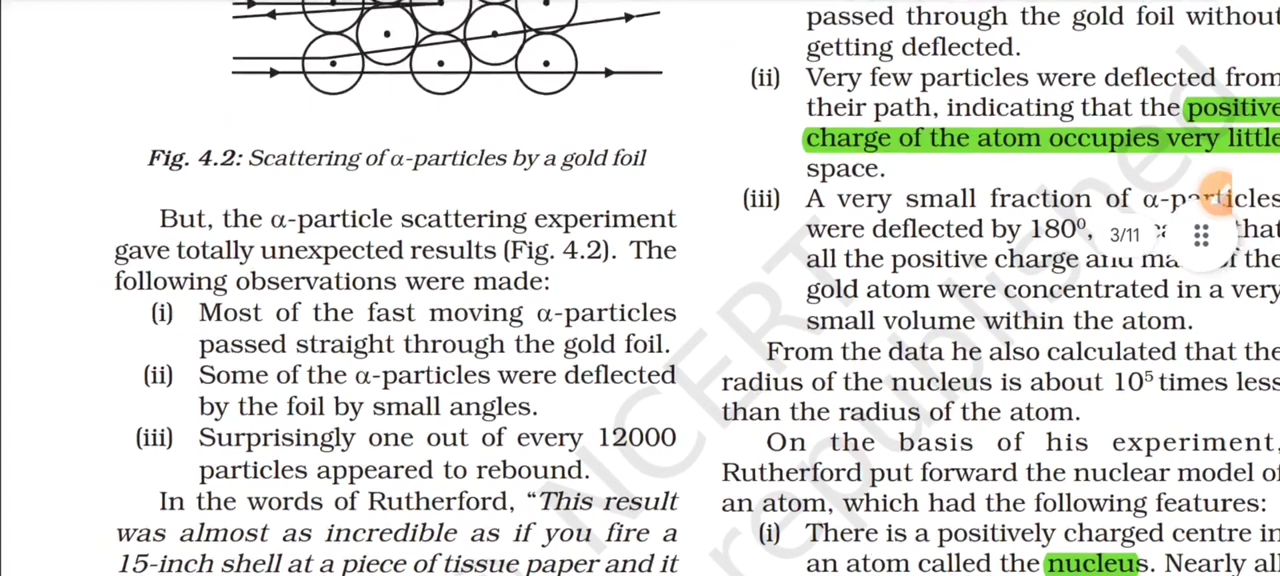 Fig. 4.2: Scattering of α-particles by a gold foil
But, the α-particle scattering experiment
gave totally unexpected results (Fig. 4.2). The
following observations were made:
(i) Most of the fast moving α-particles
passed straight through the gold foil.
(ii) Some of the α-particles were deflected
by the foil by small angles.
(iii) Surprisingly one out of every 12000
particles appeared to rebound.
In the words of Rutherford, “This result
was almost as incredible as if you fire a
15-inch shell at a piece of tissue paper and it
passed through the gold foil without
getting deflected.
(ii) Very few particles were deflected from
their path, indicating that the positive
charge of the atom occupies very little
space.
(iii) A very small fraction of α-particles
were deflected by 180⁰, that
all the positive charge and of the
gold atom were concentrated in a very
small volume within the atom.
From the data he also calculated that the
radius of the nucleus is about 10⁵ times less
than the radius of the atom.
On the basis of his experiment,
Rutherford put forward the nuclear model of
an atom, which had the following features:
(i) There is a positively charged centre in
an atom called the nucleus. Nearly all
3/11
NCERT
republished